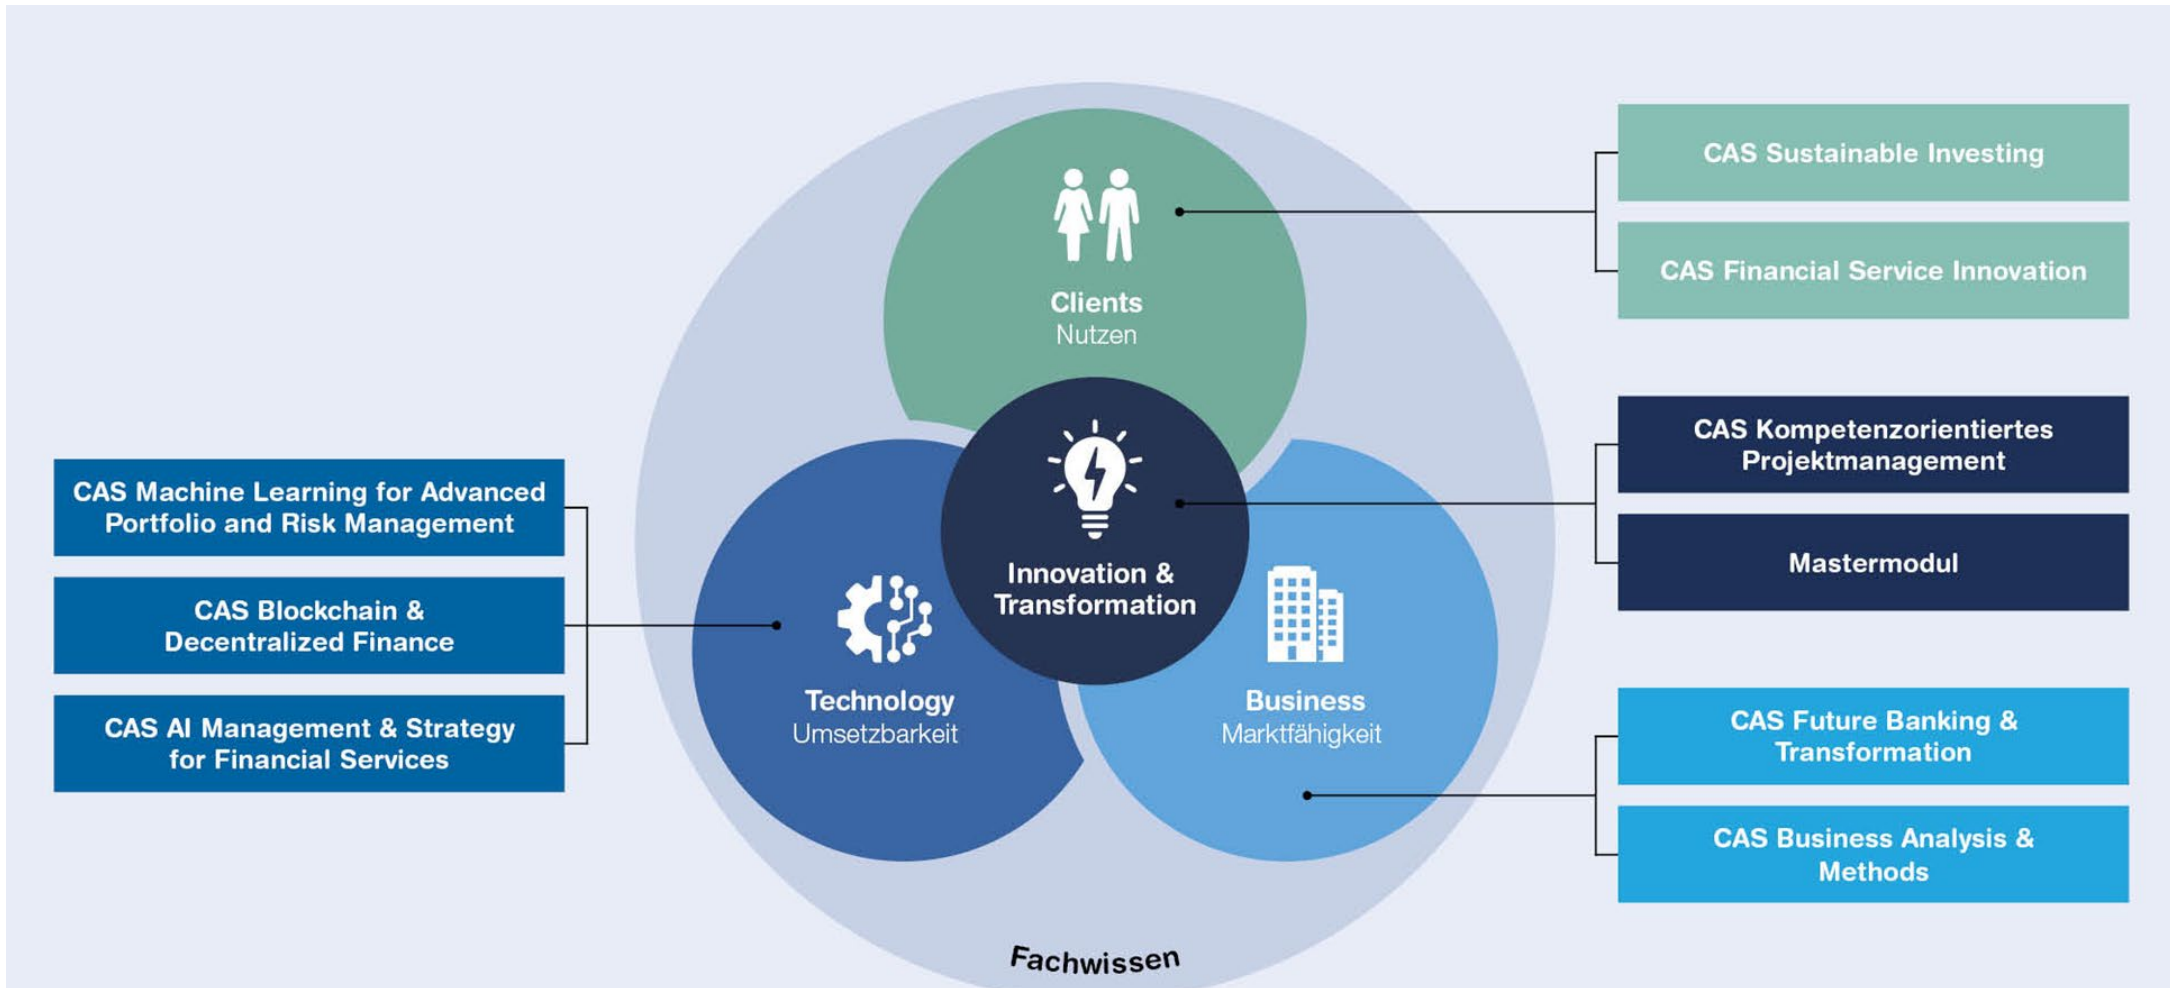 CAS Machine Learning for Advanced
Portfolio and Risk Management
CAS Blockchain &
Decentralized Finance
CAS AI Management & Strategy
for Financial Services
Clients
Nutzen
Innovation &
Transformation
Technology
Umsetzbarkeit
Business
Marktfähigkeit
Fachwissen
CAS Sustainable Investing
CAS Financial Service Innovation
CAS Kompetenzorientiertes
Projektmanagement
Mastermodul
CAS Future Banking &
Transformation
CAS Business Analysis &
Methods